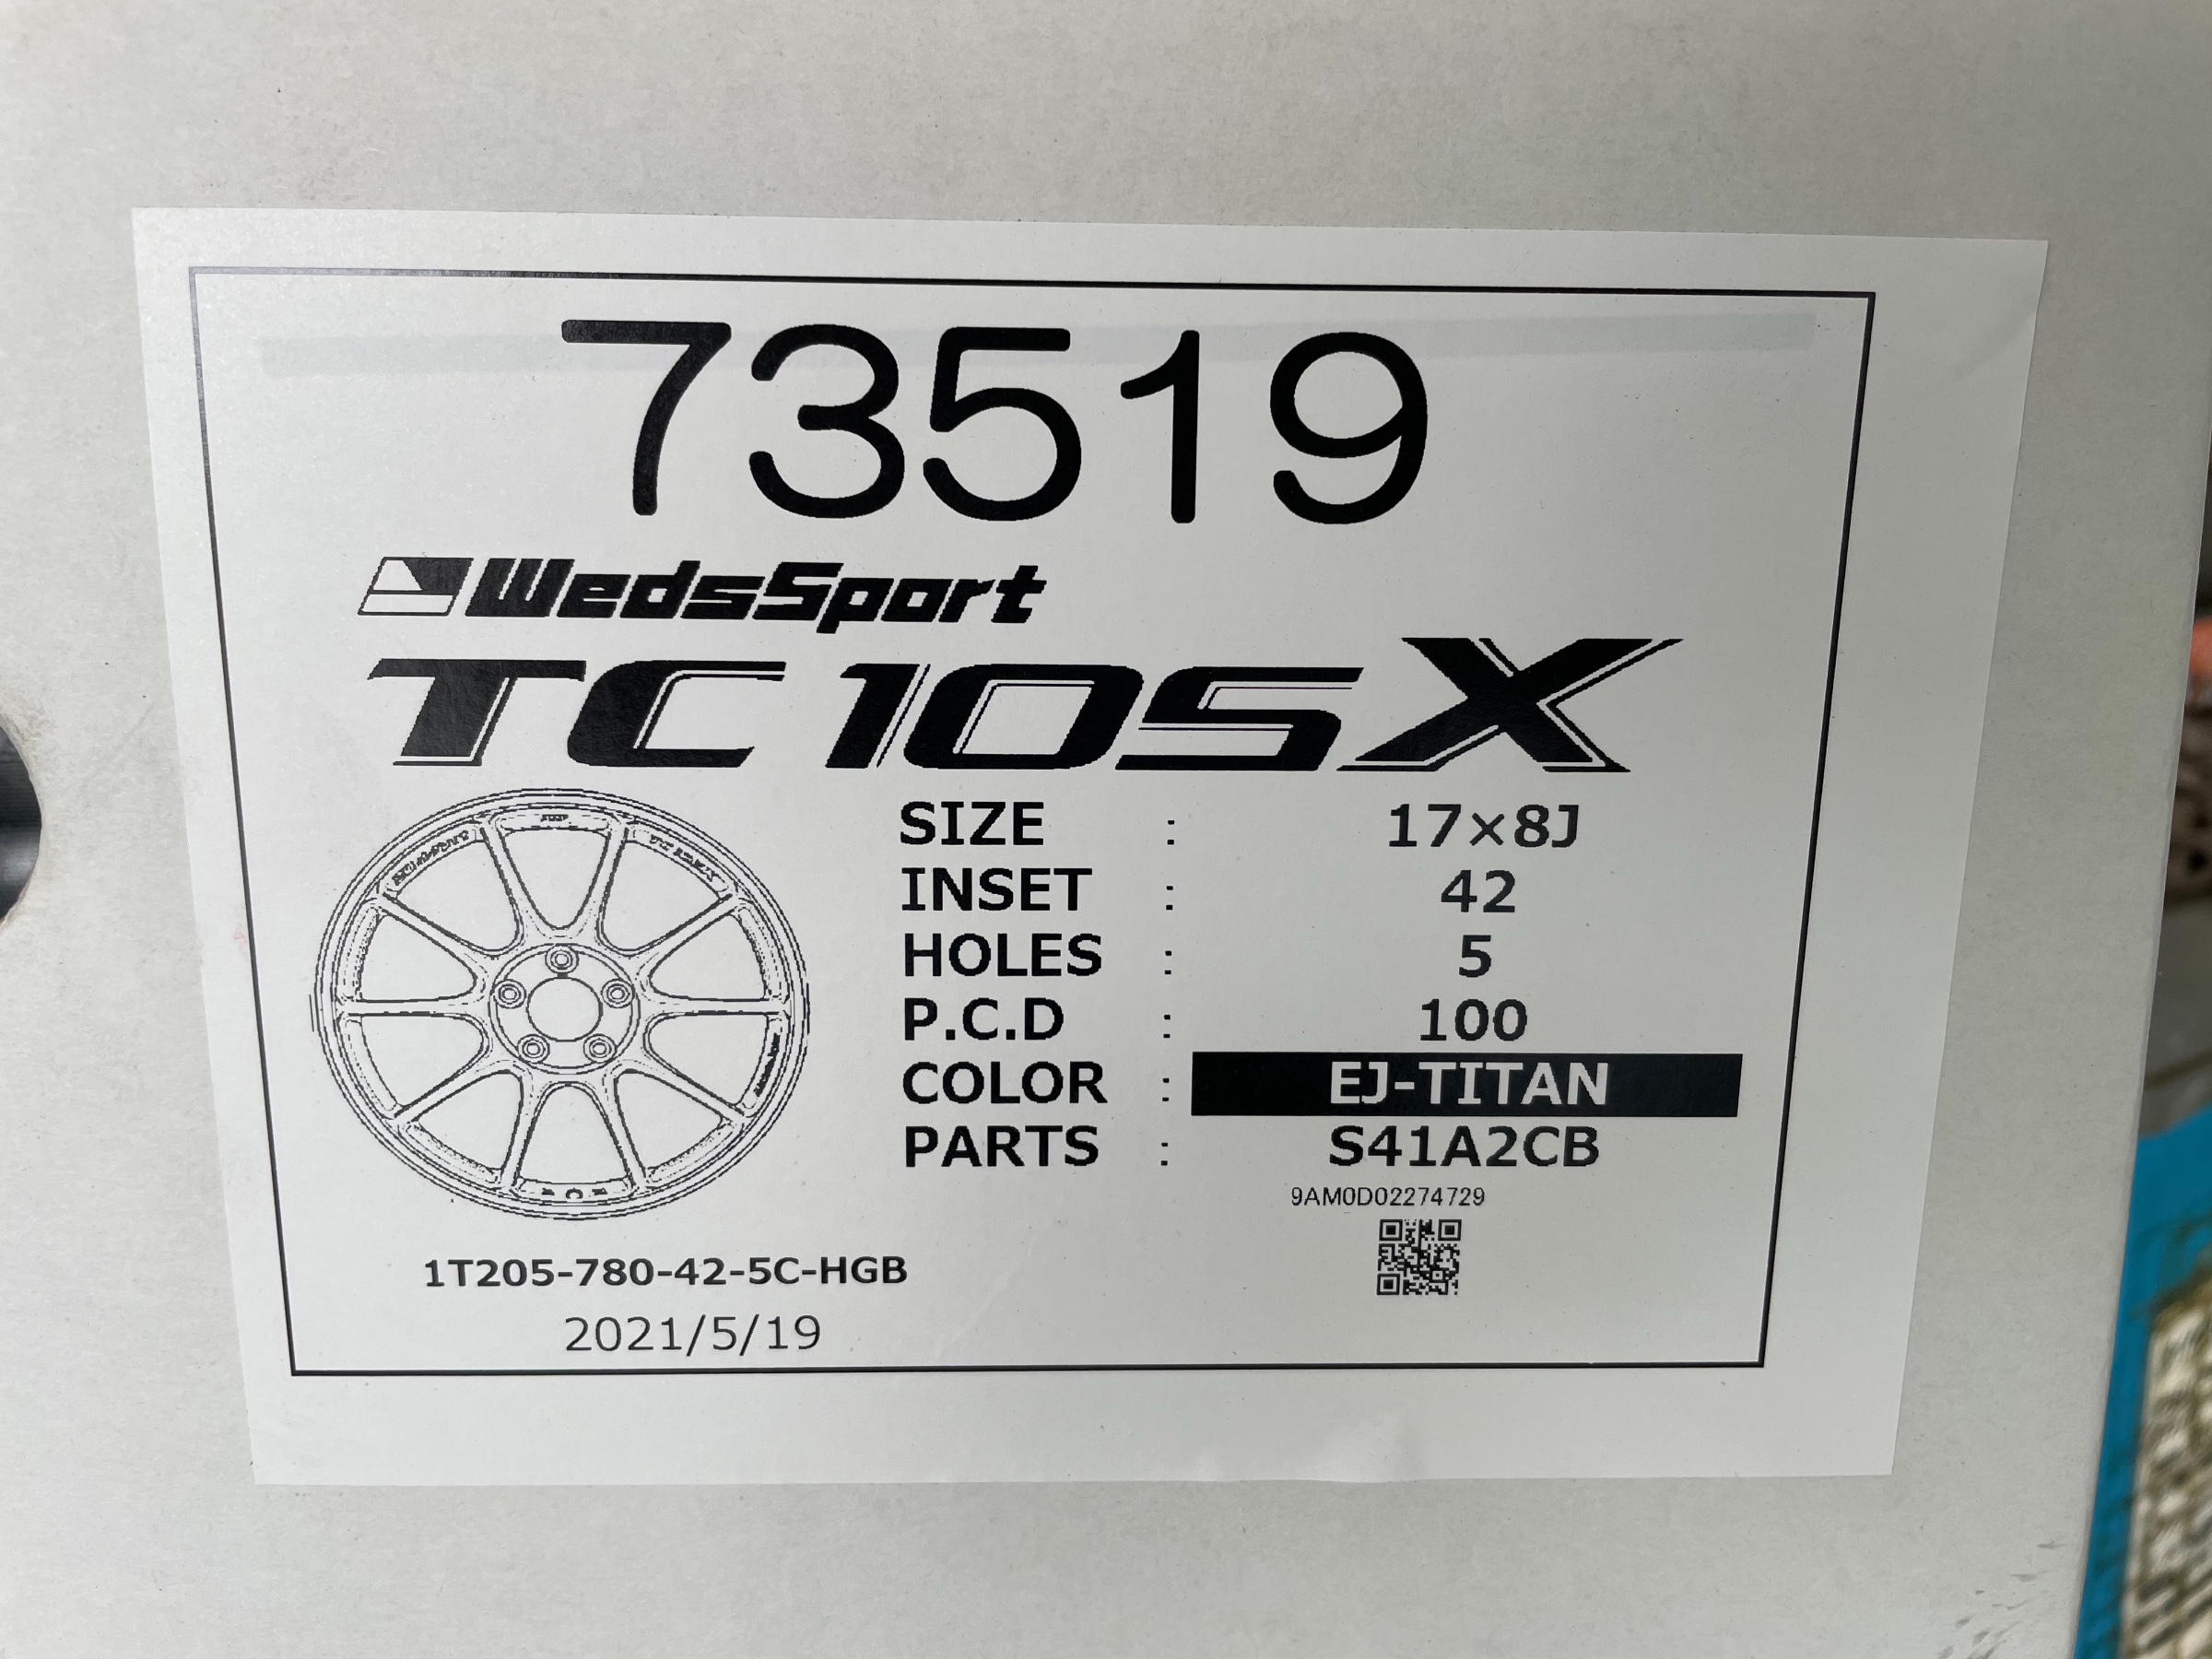 73519
WedsSport
TC105X
SIZE : 17×8J
INSET : 42
HOLES : 5
P.C.D : 100
COLOR : EJ-TITAN
PARTS : S41A2CB
9AM0D02274729
1T205-780-42-5C-HGB
2021/5/19